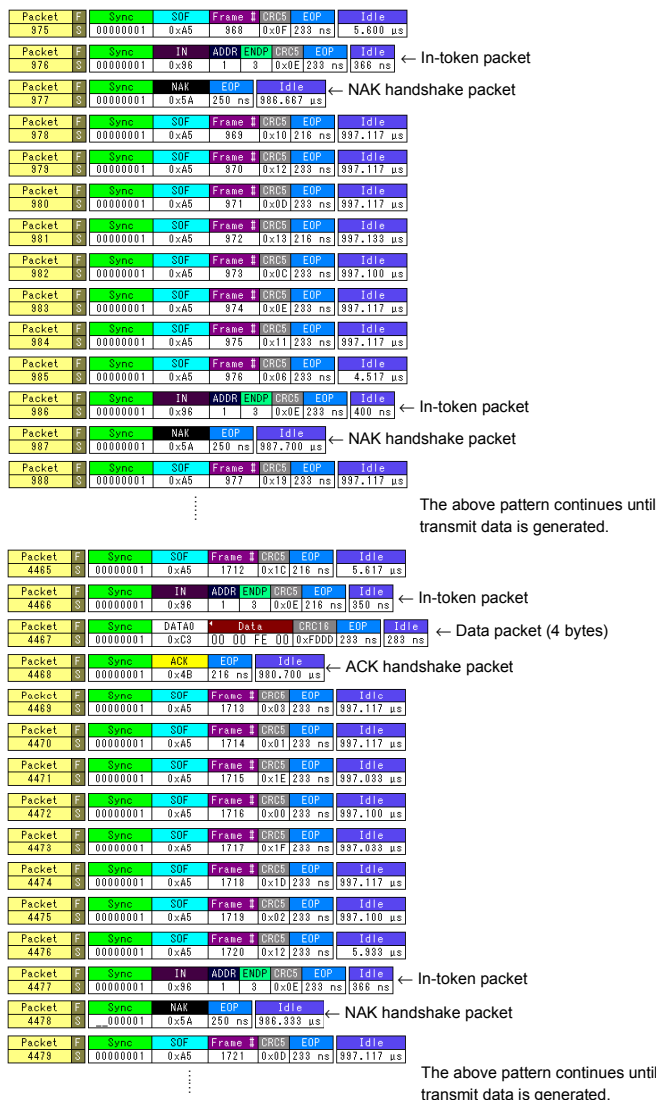 Packet F Sync SOF Frame # CRC5 EOP Idle
975 S 00000001 0xA5 968 0x0F 233 ns 5.600 µs
Packet F Sync IN ADDR ENDP CRC5 EOP Idle
976 S 00000001 0x96 1 3 0x0E 233 ns 366 ns
← In-token packet
Packet F Sync NAK EOP Idle
977 S 00000001 0x5A 250 ns 986.667 µs
← NAK handshake packet
Packet F Sync SOF Frame # CRC5 EOP Idle
978 S 00000001 0xA5 969 0x10 216 ns 997.117 µs
Packet F Sync SOF Frame # CRC5 EOP Idle
979 S 00000001 0xA5 970 0x12 233 ns 997.117 µs
Packet F Sync SOF Frame # CRC5 EOP Idle
980 S 00000001 0xA5 971 0x0D 233 ns 997.117 µs
Packet F Sync SOF Frame # CRC5 EOP Idle
981 S 00000001 0xA5 972 0x13 216 ns 997.133 µs
Packet F Sync SOF Frame # CRC5 EOP Idle
982 S 00000001 0xA5 973 0x0C 233 ns 997.100 µs
Packet F Sync SOF Frame # CRC5 EOP Idle
983 S 00000001 0xA5 974 0x0E 233 ns 997.117 µs
Packet F Sync SOF Frame # CRC5 EOP Idle
984 S 00000001 0xA5 975 0x11 233 ns 997.117 µs
Packet F Sync SOF Frame # CRC5 EOP Idle
985 S 00000001 0xA5 976 0x06 233 ns 4.517 µs
Packet F Sync IN ADDR ENDP CRC5 EOP Idle
986 S 00000001 0x96 1 3 0x0E 233 ns 400 ns
← In-token packet
Packet F Sync NAK EOP Idle
987 S 00000001 0x5A 250 ns 987.700 µs
← NAK handshake packet
Packet F Sync SOF Frame # CRC5 EOP Idle
988 S 00000001 0xA5 977 0x19 233 ns 997.117 µs
The above pattern continues until
transmit data is generated.
Packet F Sync SOF Frame # CRC5 EOP Idle
4465 S 00000001 0xA5 1712 0x1C 216 ns 5.617 µs
Packet F Sync IN ADDR ENDP CRC5 EOP Idle
4466 S 00000001 0x96 1 3 0x0E 216 ns 350 ns
← In-token packet
Packet F Sync DATA0 Data CRC16 EOP Idle
4467 S 00000001 0xC3 00 00 FE 00 0xFDDD 233 ns 283 ns
← Data packet (4 bytes)
Packet F Sync ACK EOP Idle
4468 S 00000001 0x4B 216 ns 980.700 µs
← ACK handshake packet
Packet F Sync SOF Frame # CRC5 EOP Idle
4469 S 00000001 0xA5 1713 0x03 233 ns 997.117 µs
Packet F Sync SOF Frame # CRC5 EOP Idle
4470 S 00000001 0xA5 1714 0x01 233 ns 997.117 µs
Packet F Sync SOF Frame # CRC5 EOP Idle
4471 S 00000001 0xA5 1715 0x1E 233 ns 997.033 µs
Packet F Sync SOF Frame # CRC5 EOP Idle
4472 S 00000001 0xA5 1716 0x00 233 ns 997.100 µs
Packet F Sync SOF Frame # CRC5 EOP Idle
4473 S 00000001 0xA5 1717 0x1F 233 ns 997.033 µs
Packet F Sync SOF Frame # CRC5 EOP Idle
4474 S 00000001 0xA5 1718 0x1D 233 ns 997.117 µs
Packet F Sync SOF Frame # CRC5 EOP Idle
4475 S 00000001 0xA5 1719 0x02 233 ns 997.100 µs
Packet F Sync SOF Frame # CRC5 EOP Idle
4476 S 00000001 0xA5 1720 0x12 233 ns 5.933 µs
Packet F Sync IN ADDR ENDP CRC5 EOP Idle
4477 S 00000001 0x96 1 3 0x0E 233 ns 366 ns
← In-token packet
Packet F Sync NAK EOP Idle
4478 S __000001 0x5A 250 ns 986.333 µs
← NAK handshake packet
Packet F Sync SOF Frame # CRC5 EOP Idle
4479 S 00000001 0xA5 1721 0x0D 233 ns 997.117 µs
The above pattern continues until
transmit data is generated.